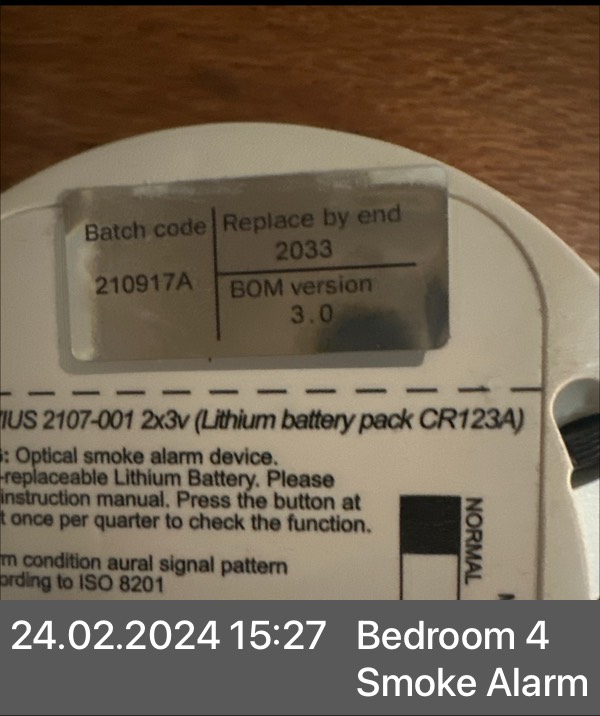 Batch code
210917A
Replace by end
2033
BOM version
3.0
IUS 2107-001 2x3v (Lithium battery pack CR123A)
: Optical smoke alarm device.
-replaceable Lithium Battery. Please
instruction manual. Press the button at
t once per quarter to check the function.
m condition aural signal pattern
ording to ISO 8201
NORMAL
24.02.2024 15:27
Bedroom 4
Smoke Alarm